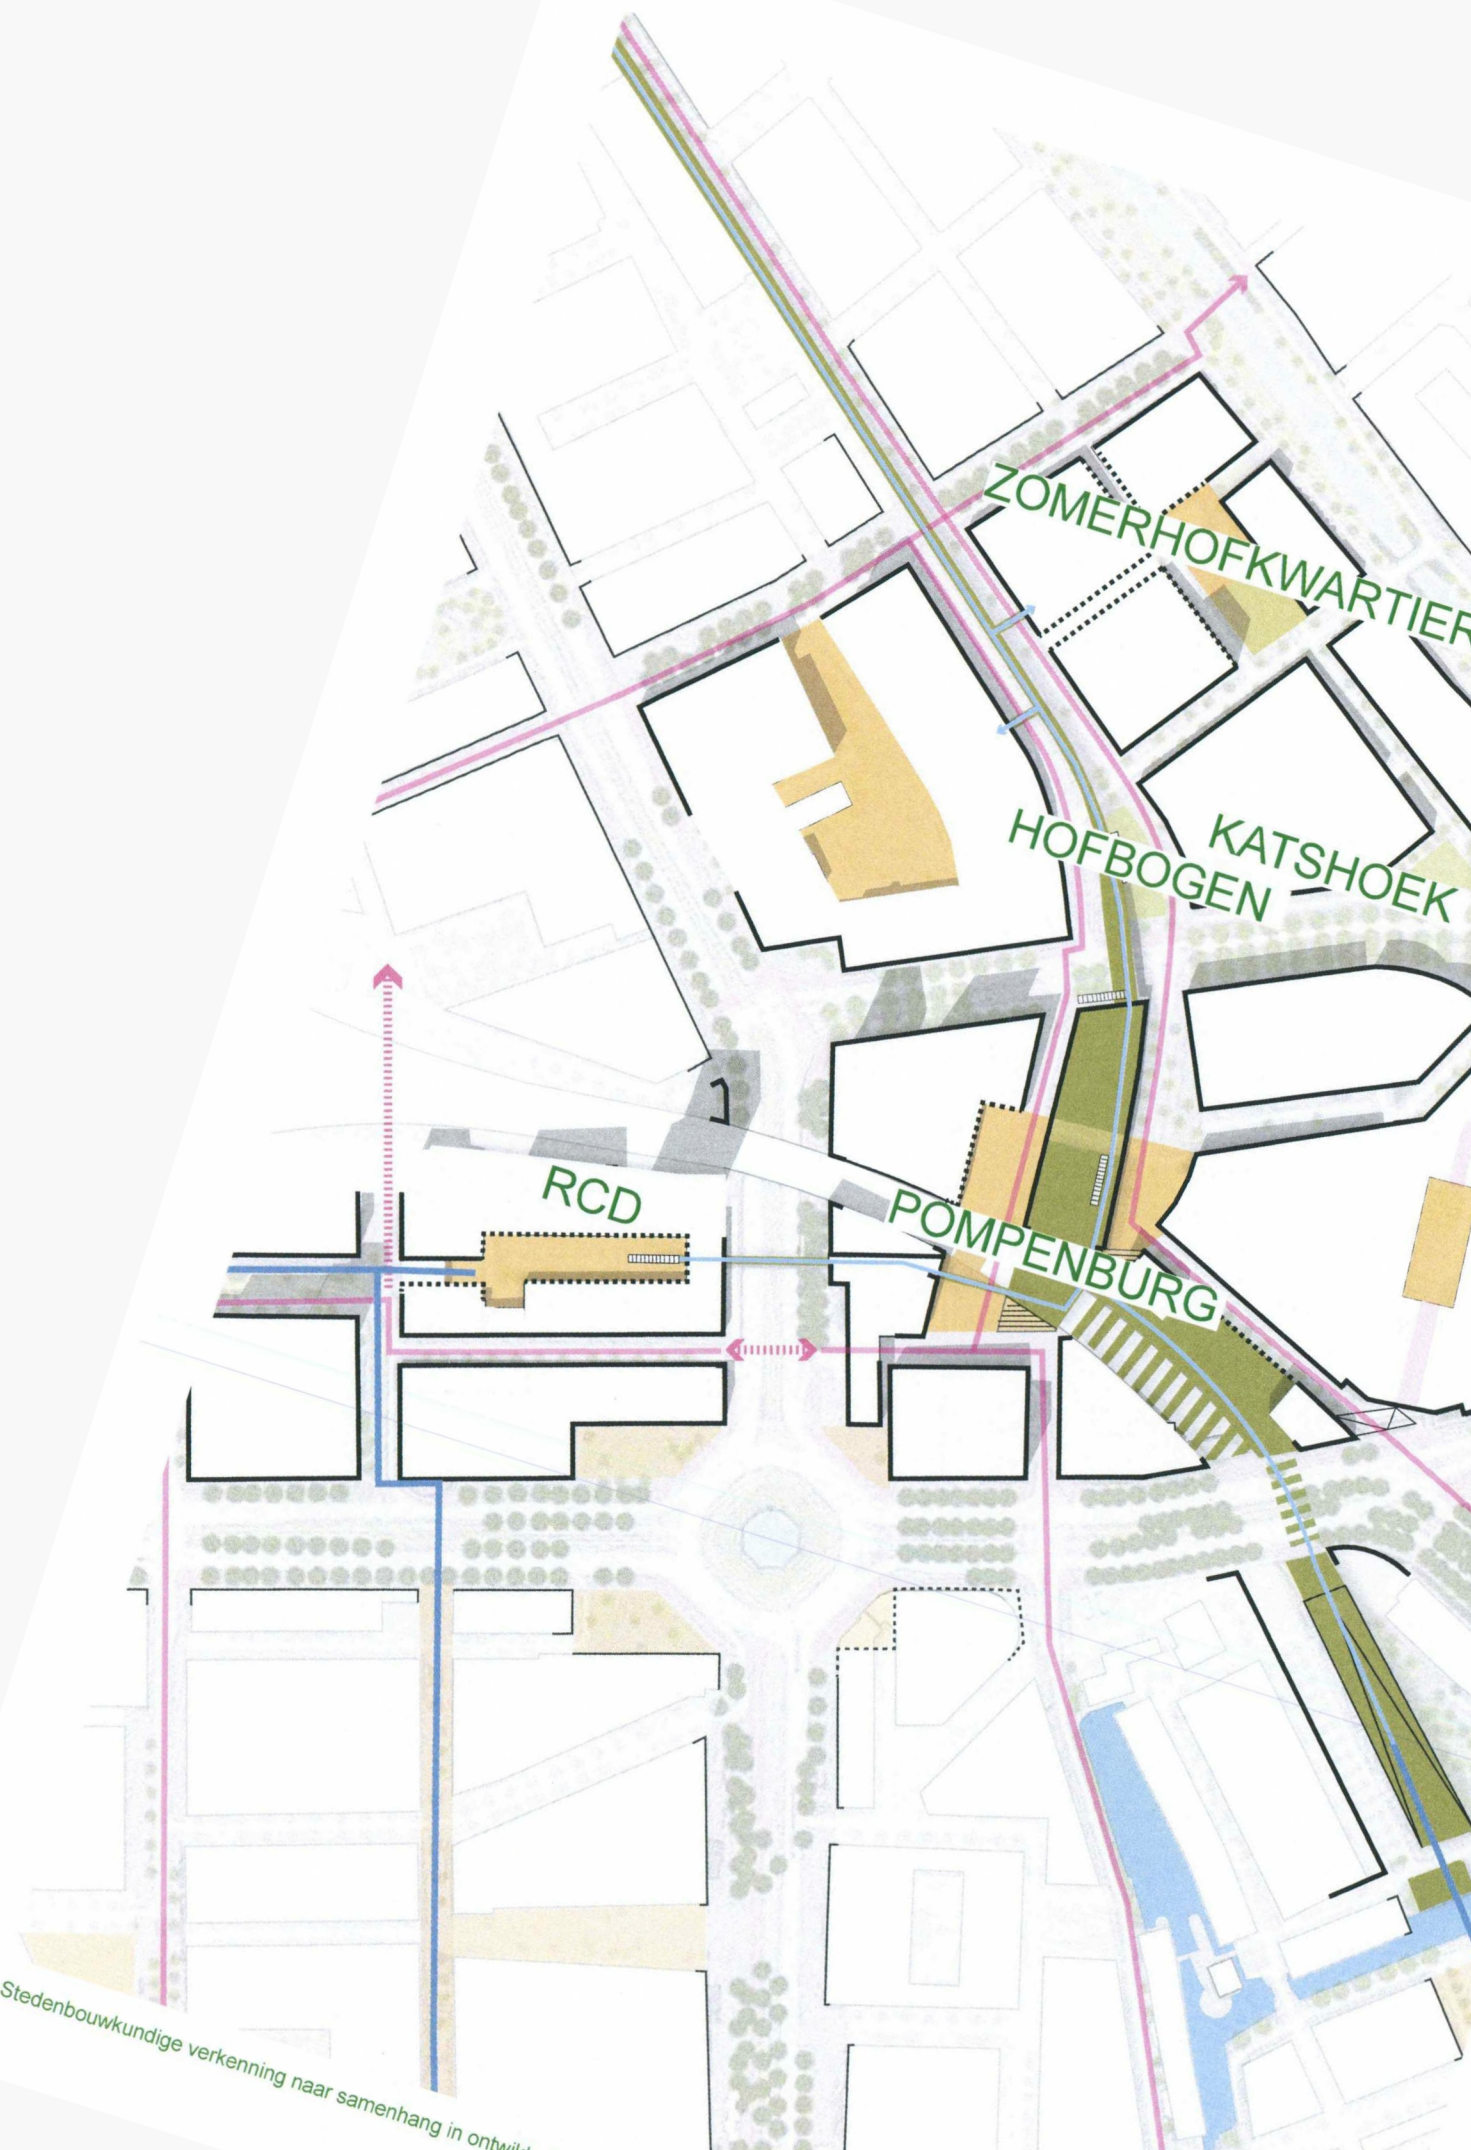 ZOMERHOFKWARTIER
HOFBOGEN
KATSHOEK
RCD
POMPENBURG
Stedenbouwkundige verkenning naar samenhang in